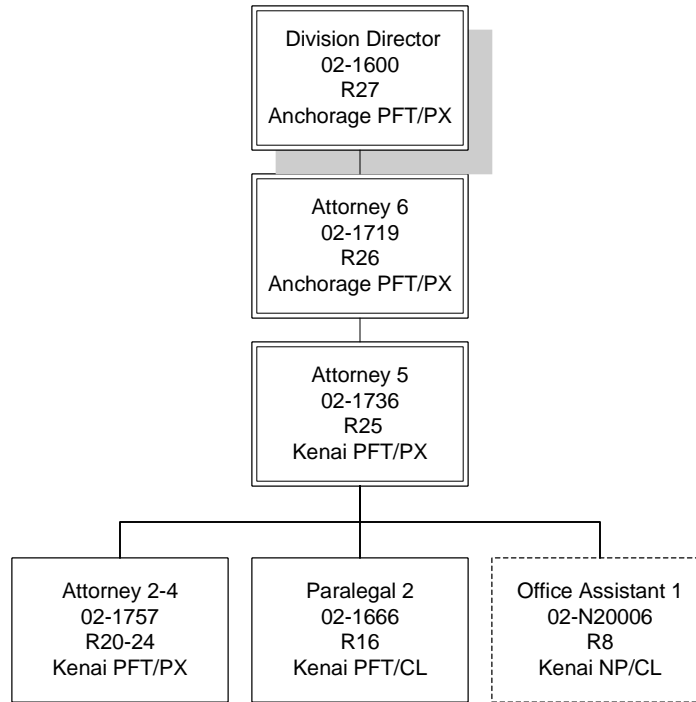 Division Director
02-1600
R27
Anchorage PFT/PX
Attorney 6
02-1719
R26
Anchorage PFT/PX
Attorney 5
02-1736
R25
Kenai PFT/PX
Attorney 2-4
02-1757
R20-24
Kenai PFT/PX
Paralegal 2
02-1666
R16
Kenai PFT/CL
Office Assistant 1
02-N20006
R8
Kenai NP/CL